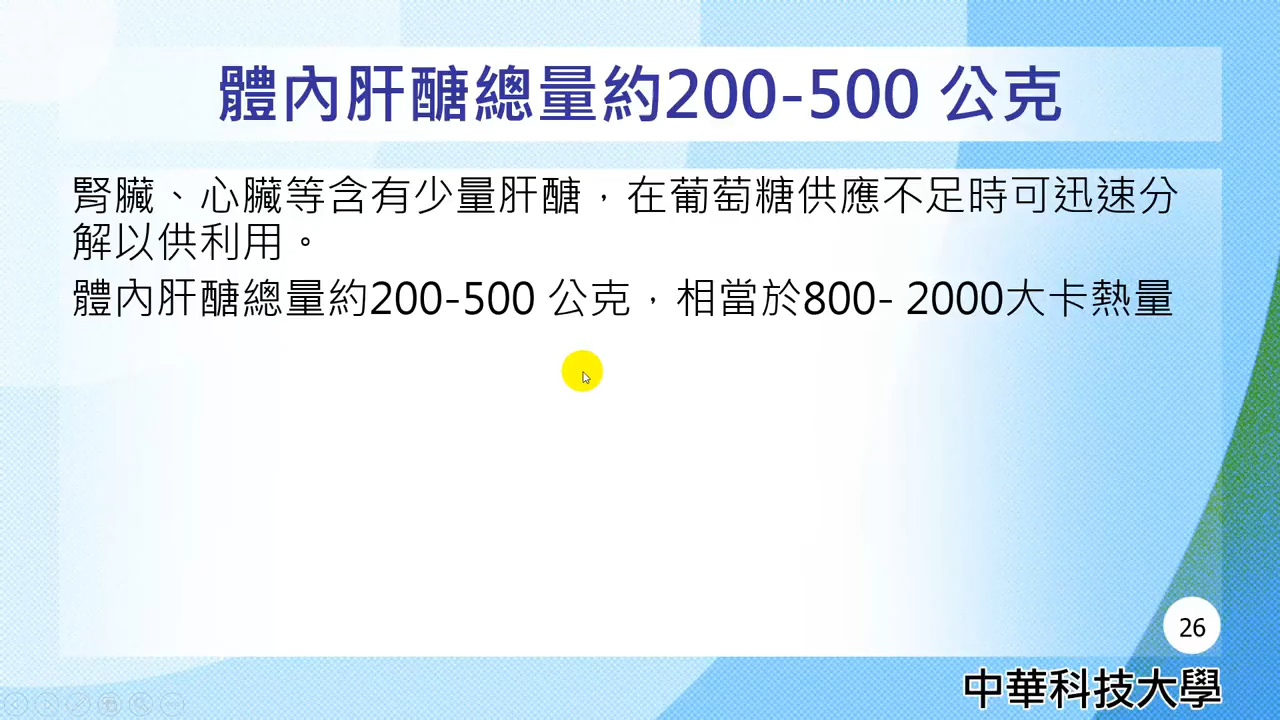 體內肝醣總量約200-500 公克
腎臟、心臟等含有少量肝醣，在葡萄糖供應不足時可迅速分
解以供利用。
體內肝醣總量約200-500 公克，相當於800- 2000大卡熱量
26
中華科技大學